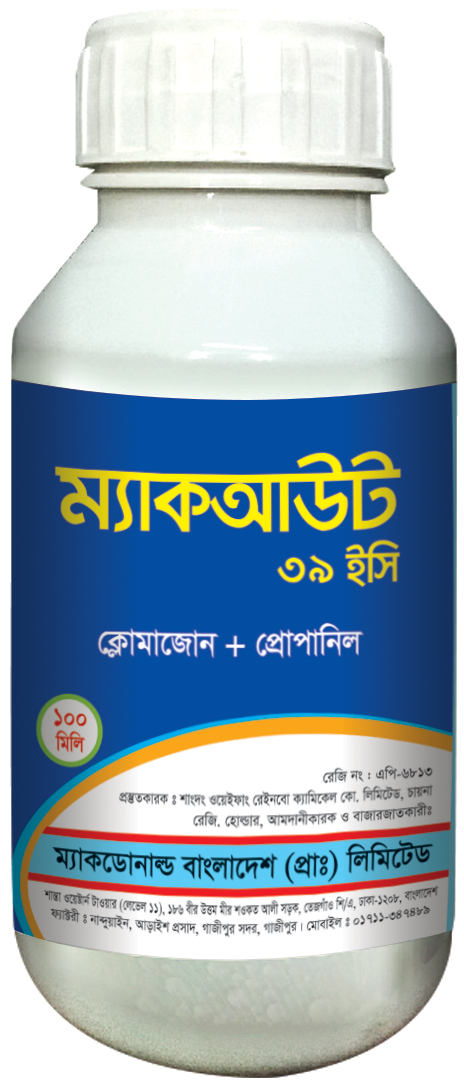 ম্যাকআউট
৩৯ ইসি
ক্লোমাজোন + প্রোপানিল
১০০
মিলি
রেজি নং : এপি-৬৮১৩
প্রস্তুতকারক ঃ শাংদং ওয়েইফাং রেইনবো ক্যামিকেল কো. লিমিটেড, চায়না
রেজি. হোল্ডার, আমদানীকারক ও বাজারজাতকারীঃ
ম্যাকডোনাল্ড বাংলাদেশ (প্রাঃ) লিমিটেড
শান্তা ওয়েষ্টার্ন টাওয়ার (লেভেল ১১), ১৮৬ বীর উত্তম মীর শওকত আলী সড়ক, তেজগাঁও শি/এ, ঢাকা-১২০৮, বাংলাদেশ
ফ্যাক্টরী ঃ নান্দুয়াইন, আড়াইশ প্রসাদ, গাজীপুর সদর, গাজীপুর। মোবাইল ঃ ০১৭১১-৩৪৭৪৮৯